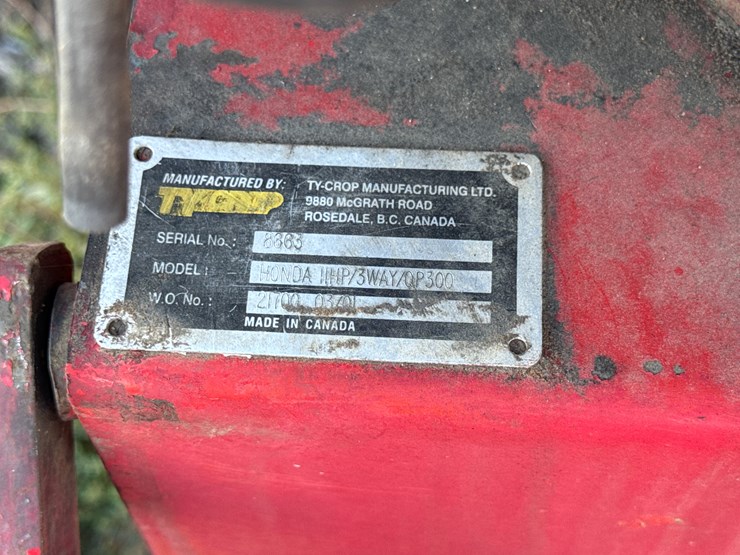 MANUFACTURED BY:
TYCROP
TY-CROP MANUFACTURING LTD.
9880 McGRATH ROAD
ROSEDALE, B.C. CANADA
SERIAL No.: 8863
MODEL: HONDA 11HP/3WAY/QP300
W.O. No.: 21700 03/01
MADE IN CANADA